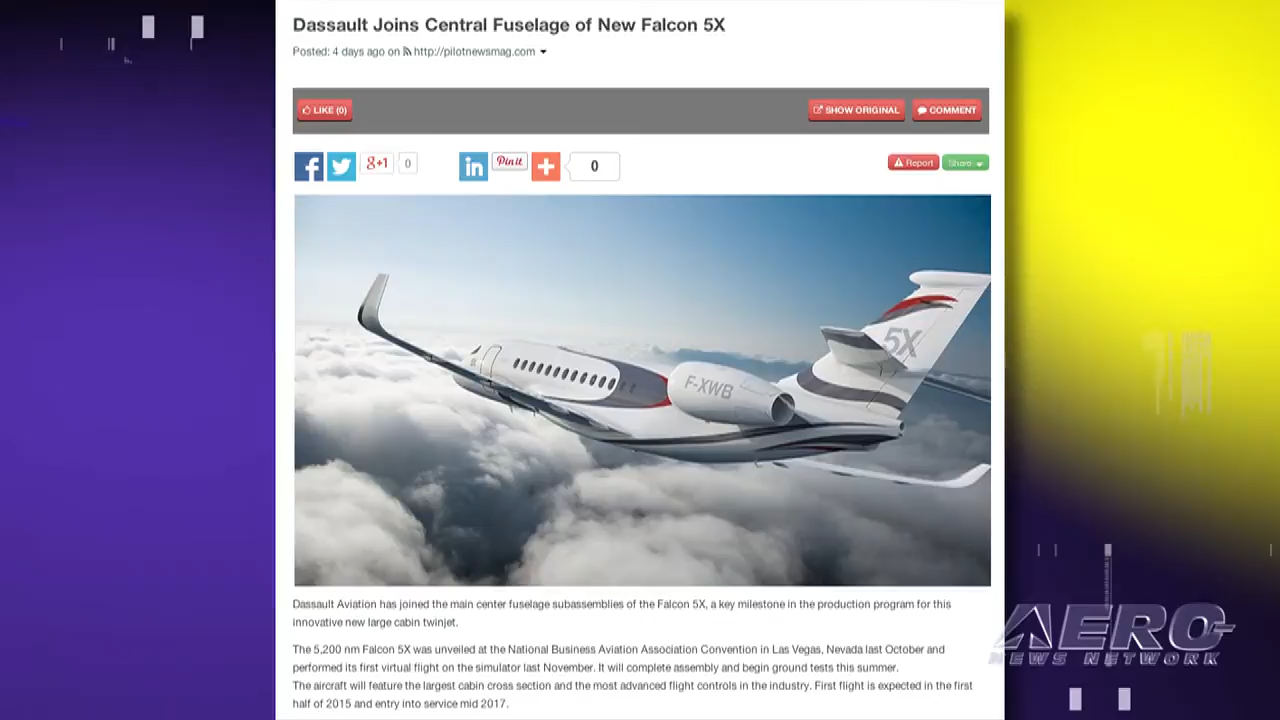 Dassault Joins Central Fuselage of New Falcon 5X
Posted: 4 days ago on http://pilotnewsmag.com
LIKE (0)
SHOW ORIGINAL
COMMENT
g+1
0
in
Pin it
0
Report
Share
5X
F-XWB
Dassault Aviation has joined the main center fuselage subassemblies of the Falcon 5X, a key milestone in the production program for this
innovative new large cabin twinjet.
The 5,200 nm Falcon 5X was unveiled at the National Business Aviation Association Convention in Las Vegas, Nevada last October and
performed its first virtual flight on the simulator last November. It will complete assembly and begin ground tests this summer.
The aircraft will feature the largest cabin cross section and the most advanced flight controls in the industry. First flight is expected in the first
half of 2015 and entry into service mid 2017.
AERO-
NEWS NETWORK